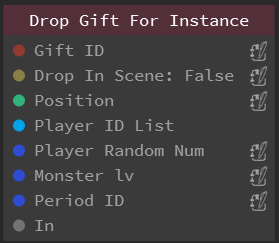 Drop Gift For Instance
Gift ID
Drop In Scene: False
Position
Player ID List
Player Random Num
Monster lv
Period ID
In